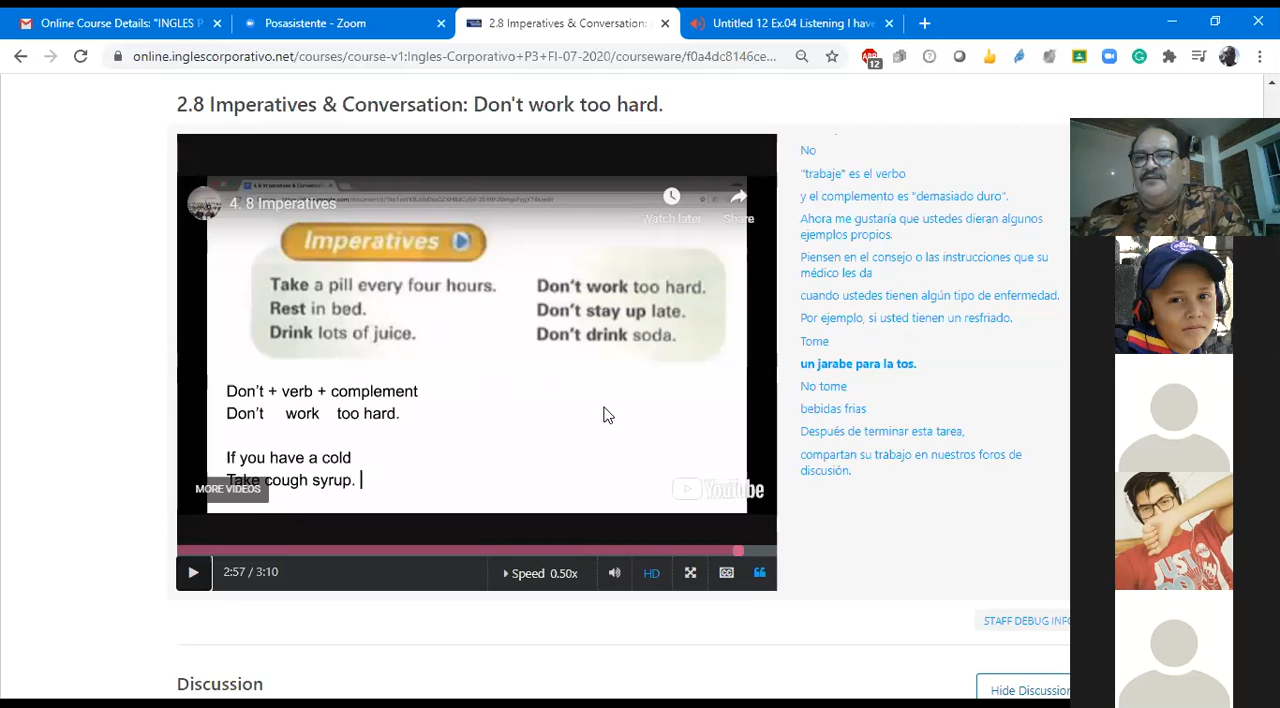 Online Course Details: "INGLES P
Posasistente - Zoom
2.8 Imperatives & Conversation:
Untitled 12 Ex.04 Listening I have
online.inglescorporativo.net/courses/course-v1:Ingles-Corporativo+P3+FI-07-2020/courseware/f0a4dc8146ce...
12
2.8 Imperatives & Conversation: Don't work too hard.
4. 8 Imperatives
Watch later
Share
Imperatives
Take a pill every four hours.
Rest in bed.
Drink lots of juice.
Don't work too hard.
Don't stay up late.
Don't drink soda.
Don't + verb + complement
Don't work too hard.
If you have a cold
Take cough syrup.
MORE VIDEOS
YouTube
2:57 / 3:10
Speed 0.50x
HD
CC
No
"trabaje" es el verbo
y el complemento es "demasiado duro".
Ahora me gustaría que ustedes dieran algunos
ejemplos propios.
Piensen en el consejo o las instrucciones que su
médico les da
cuando ustedes tienen algún tipo de enfermedad.
Por ejemplo, si usted tienen un resfriado.
Tome
un jarabe para la tos.
No tome
bebidas frias
Después de terminar esta tarea,
compartan su trabajo en nuestros foros de
discusión.
STAFF DEBUG INFO
Discussion
Hide Discussion